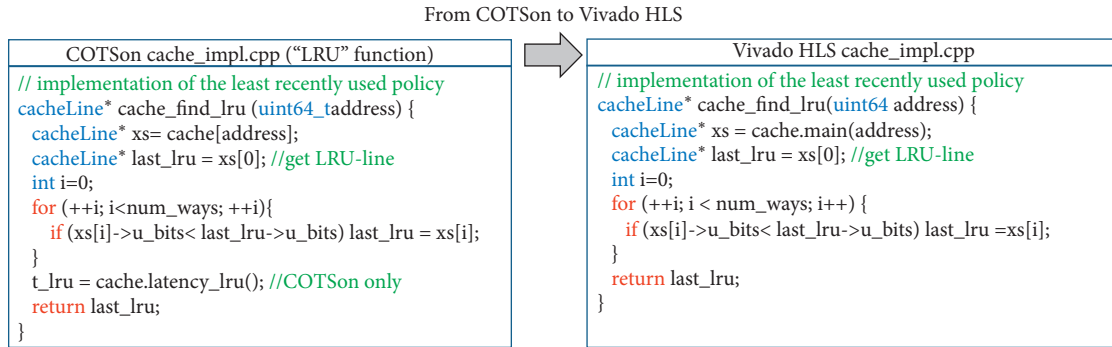 From COTSon to Vivado HLS
COTSon cache_impl.cpp (“LRU” function)
// implementation of the least recently used policy
cacheLine* cache_find_lru (uint64_taddress) {
cacheLine* xs= cache[address];
cacheLine* last_lru = xs[0]; //get LRU-line
int i=0;
for (++i; i<num_ways; ++i){
if (xs[i]->u_bits< last_lru->u_bits) last_lru = xs[i];
}
t_lru = cache.latency_lru(); //COTSon only
return last_lru;
}
Vivado HLS cache_impl.cpp
// implementation of the least recently used policy
cacheLine* cache_find_lru(uint64 address) {
cacheLine* xs = cache.main(address);
cacheLine* last_lru = xs[0]; //get LRU-line
int i=0;
for (++i; i < num_ways; i++) {
if (xs[i]->u_bits< last_lru->u_bits) last_lru =xs[i];
}
return last_lru;
}